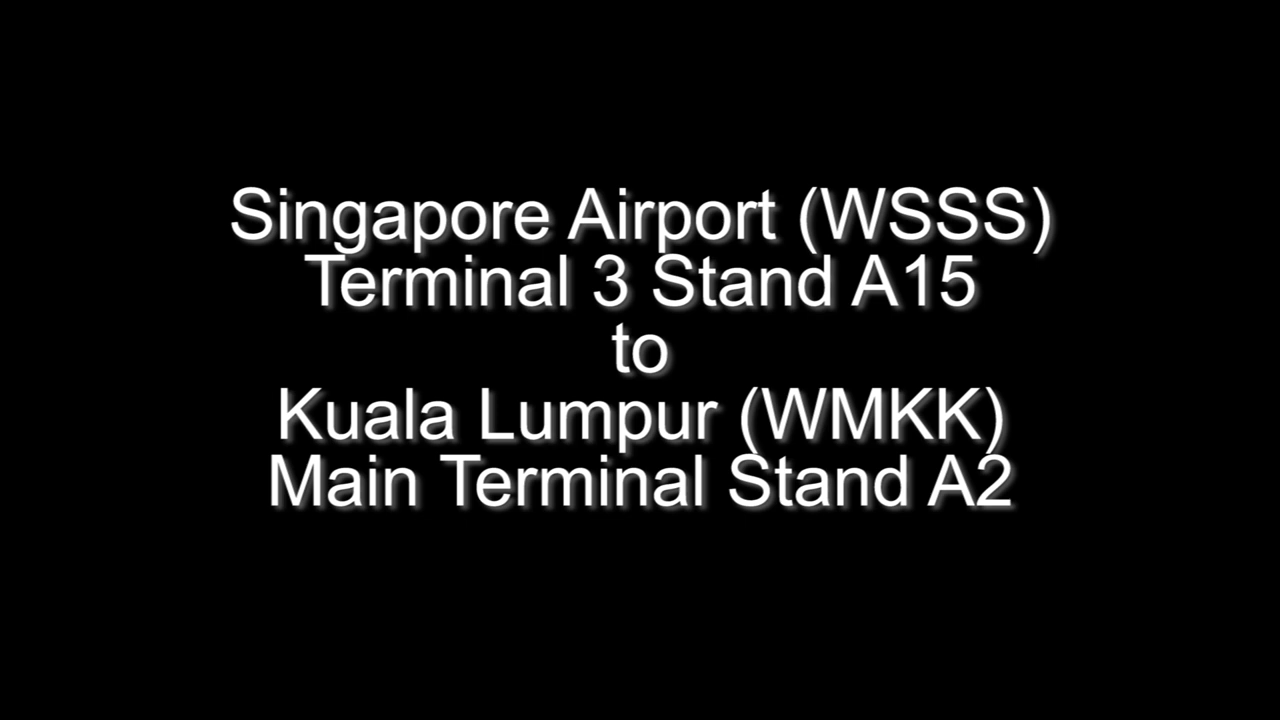 Singapore Airport (WSSS)
Terminal 3 Stand A15
to
Kuala Lumpur (WMKK)
Main Terminal Stand A2